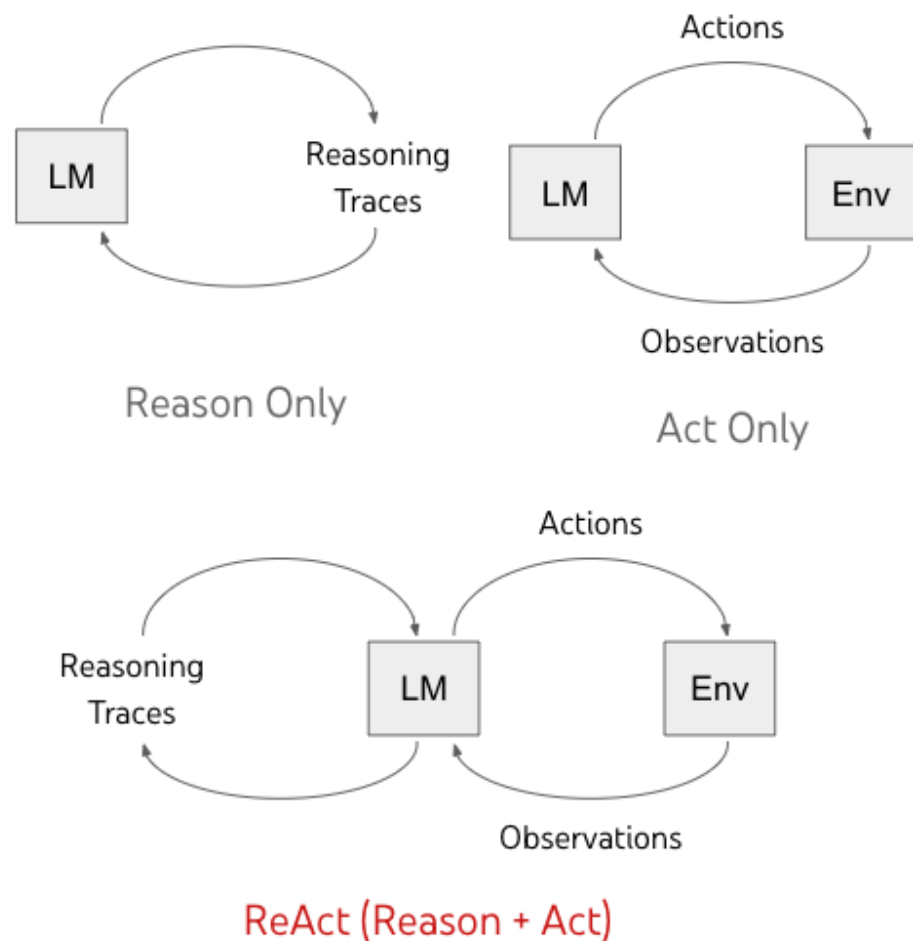 LM
Reasoning
Traces
Reason Only
Actions
LM
Env
Observations
Act Only
Reasoning
Traces
LM
Actions
Env
Observations
ReAct (Reason + Act)